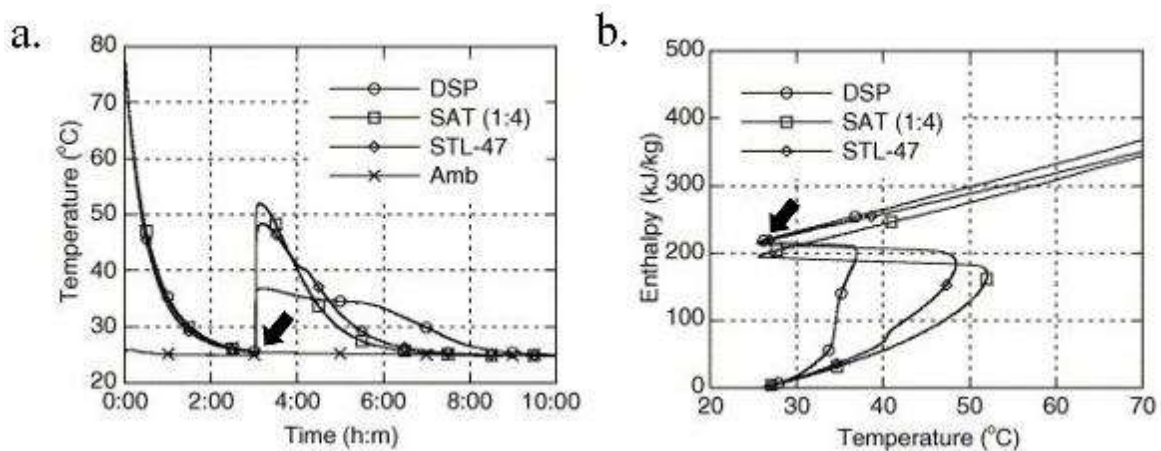 a.
80
70
60
50
40
30
20
Temperature (°C)
DSP
SAT (1:4)
STL-47
Amb
0:00 2:00 4:00 6:00 8:00 10:00
Time (h:m)
b.
500
400
300
200
100
0
Enthalpy (kJ/kg)
DSP
SAT (1:4)
STL-47
20 30 40 50 60 70
Temperature (°C)